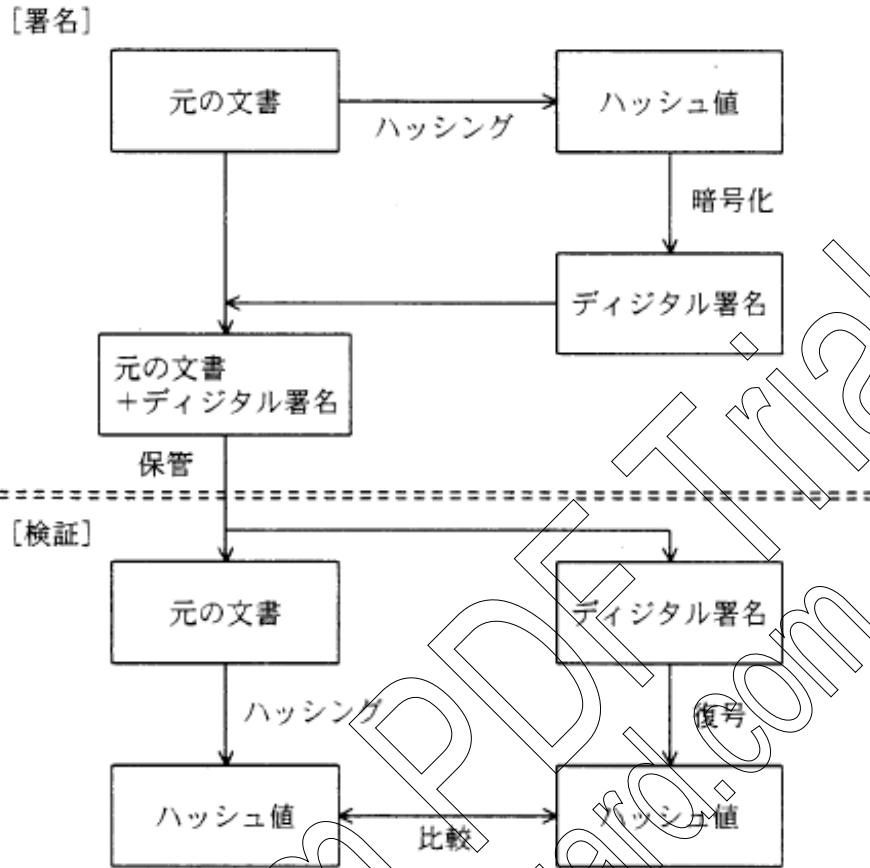 [署名]
元の文書
ハッシュ値
ハッシング
暗号化
ディジタル署名
元の文書
+ディジタル署名
保管
[検証]
元の文書
ディジタル署名
ハッシング
復号
ハッシュ値
ハッシュ値
比較
PDF Trial